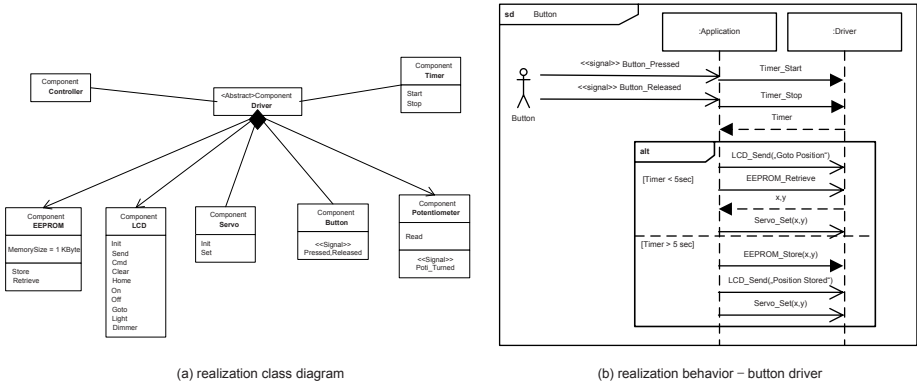 Component
Controller
<Abstract>Component
Driver
Component
Timer
Start
Stop
Component
EEPROM
MemorySize = 1 KByte
Store
Retrieve
Component
LCD
Init
Send
Cmd
Clear
Home
On
Off
Goto
Light
Dimmer
Component
Servo
Init
Set
Component
Button
<<Signal>>
Pressed,Released
Component
Potentiometer
Read
<<Signal>>
Poti_Turned
(a) realization class diagram
sd Button
:Application
:Driver
<<signal>> Button_Pressed
Timer_Start
<<signal>> Button_Released
Timer_Stop
Button
Timer
alt
LCD_Send(„Goto Position“)
[Timer < 5sec]
EEPROM_Retrieve
x,y
Servo_Set(x,y)
[Timer > 5 sec]
EEPROM_Store(x,y)
LCD_Send(„Position Stored“)
Servo_Set(x,y)
(b) realization behavior – button driver